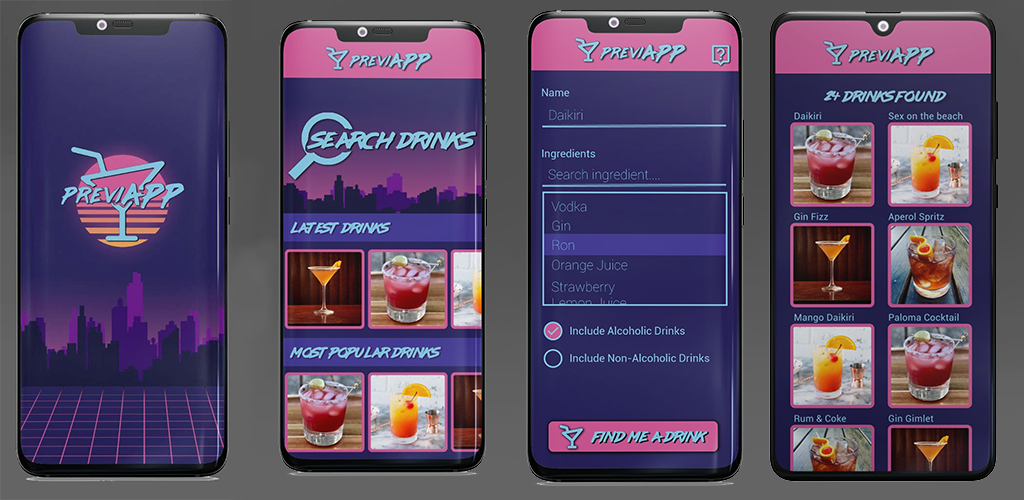 PREVIAPP
PREVIAPP
SEARCH DRINKS
LATEST DRINKS
MOST POPULAR DRINKS
PREVIAPP
?
Name
Daikiri
Ingredients
Search ingredient....
Vodka
Gin
Ron
Orange Juice
Strawberry
Lemon Juice
Include Alcoholic Drinks
Include Non-Alcoholic Drinks
FIND ME A DRINK
PREVIAPP
24 DRINKS FOUND
Daikiri
Sex on the beach
Gin Fizz
Aperol Spritz
Mango Daikiri
Paloma Cocktail
Rum & Coke
Gin Gimlet